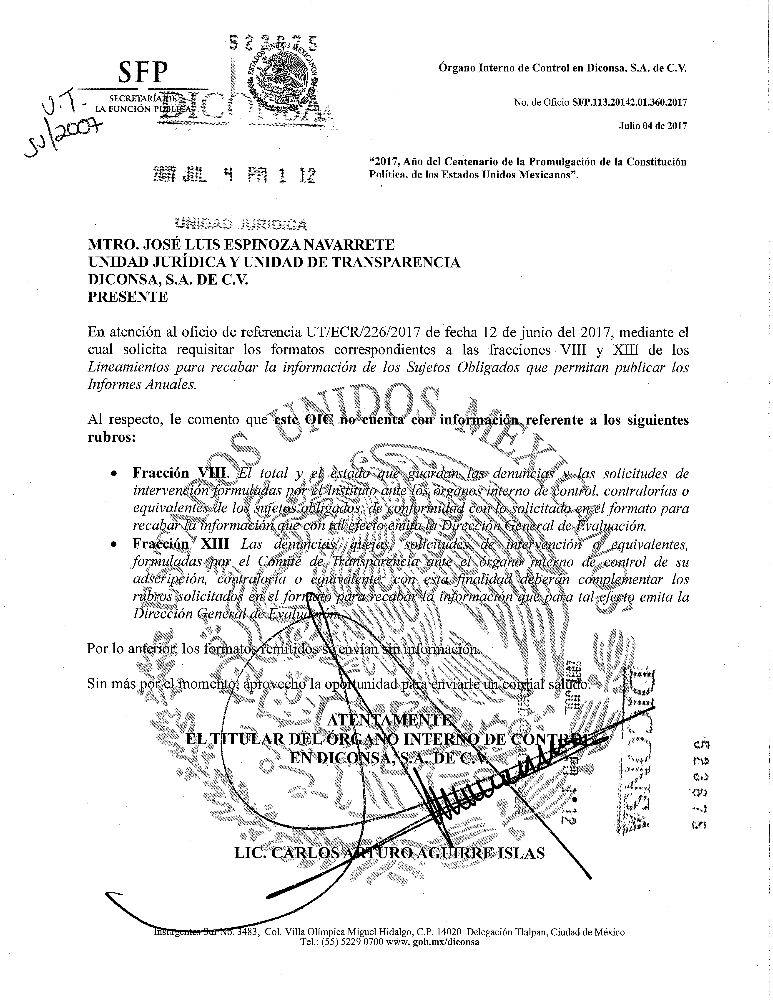 523675
ESTADOS UNIDOS MEXICANOS
SFP
SECRETARÍA DE
LA FUNCIÓN PÚBLICA
DICONSA
U.T-
SJ/2007
Órgano Interno de Control en Diconsa, S.A. de C.V.
No. de Oficio SFP.113.20142.01.360.2017
Julio 04 de 2017
“2017, Año del Centenario de la Promulgación de la Constitución
Política. de los Estados Unidos Mexicanos”.
2017 JUL 4 PM 1 12
UNIDAD JURIDICA
MTRO. JOSÉ LUIS ESPINOZA NAVARRETE
UNIDAD JURÍDICA Y UNIDAD DE TRANSPARENCIA
DICONSA, S.A. DE C.V.
PRESENTE
En atención al oficio de referencia UT/ECR/226/2017 de fecha 12 de junio del 2017, mediante el
cual solicita requisitar los formatos correspondientes a las fracciones VIII y XIII de los
Lineamientos para recabar la información de los Sujetos Obligados que permitan publicar los
Informes Anuales.
Al respecto, le comento que este OIC no cuenta con información referente a los siguientes
rubros:
• Fracción VIII. El total y el estado que guardan las denuncias y las solicitudes de
intervención formuladas por el Instituto ante los órganos interno de control, contralorías o
equivalentes de los sujetos obligados, de conformidad con lo solicitado en el formato para
recabar la información que con tal efecto emita la Dirección General de Evaluación.
• Fracción XIII Las denuncias, quejas, solicitudes de intervención o equivalentes,
formuladas por el Comité de Transparencia ante el órgano interno de control de su
adscripción, contraloría o equivalente: con esta finalidad deberán complementar los
rubros solicitados en el formato para recabar la información que para tal efecto emita la
Dirección General de Evaluación.
Por lo anterior, los formatos remitidos se envían sin información.
Sin más por el momento, aprovecho la oportunidad para enviarle un cordial saludo.
ATENTAMENTE
EL TITULAR DEL ÓRGANO INTERNO DE CONTROL
EN DICONSA, S.A. DE C.V.
LIC. CARLOS ARTURO AGUIRRE ISLAS
DICONSA
523675
Insurgentes Sur No. 3483, Col. Villa Olímpica Miguel Hidalgo, C.P. 14020 Delegación Tlalpan, Ciudad de México
Tel.: (55) 5229 0700 www. gob.mx/diconsa